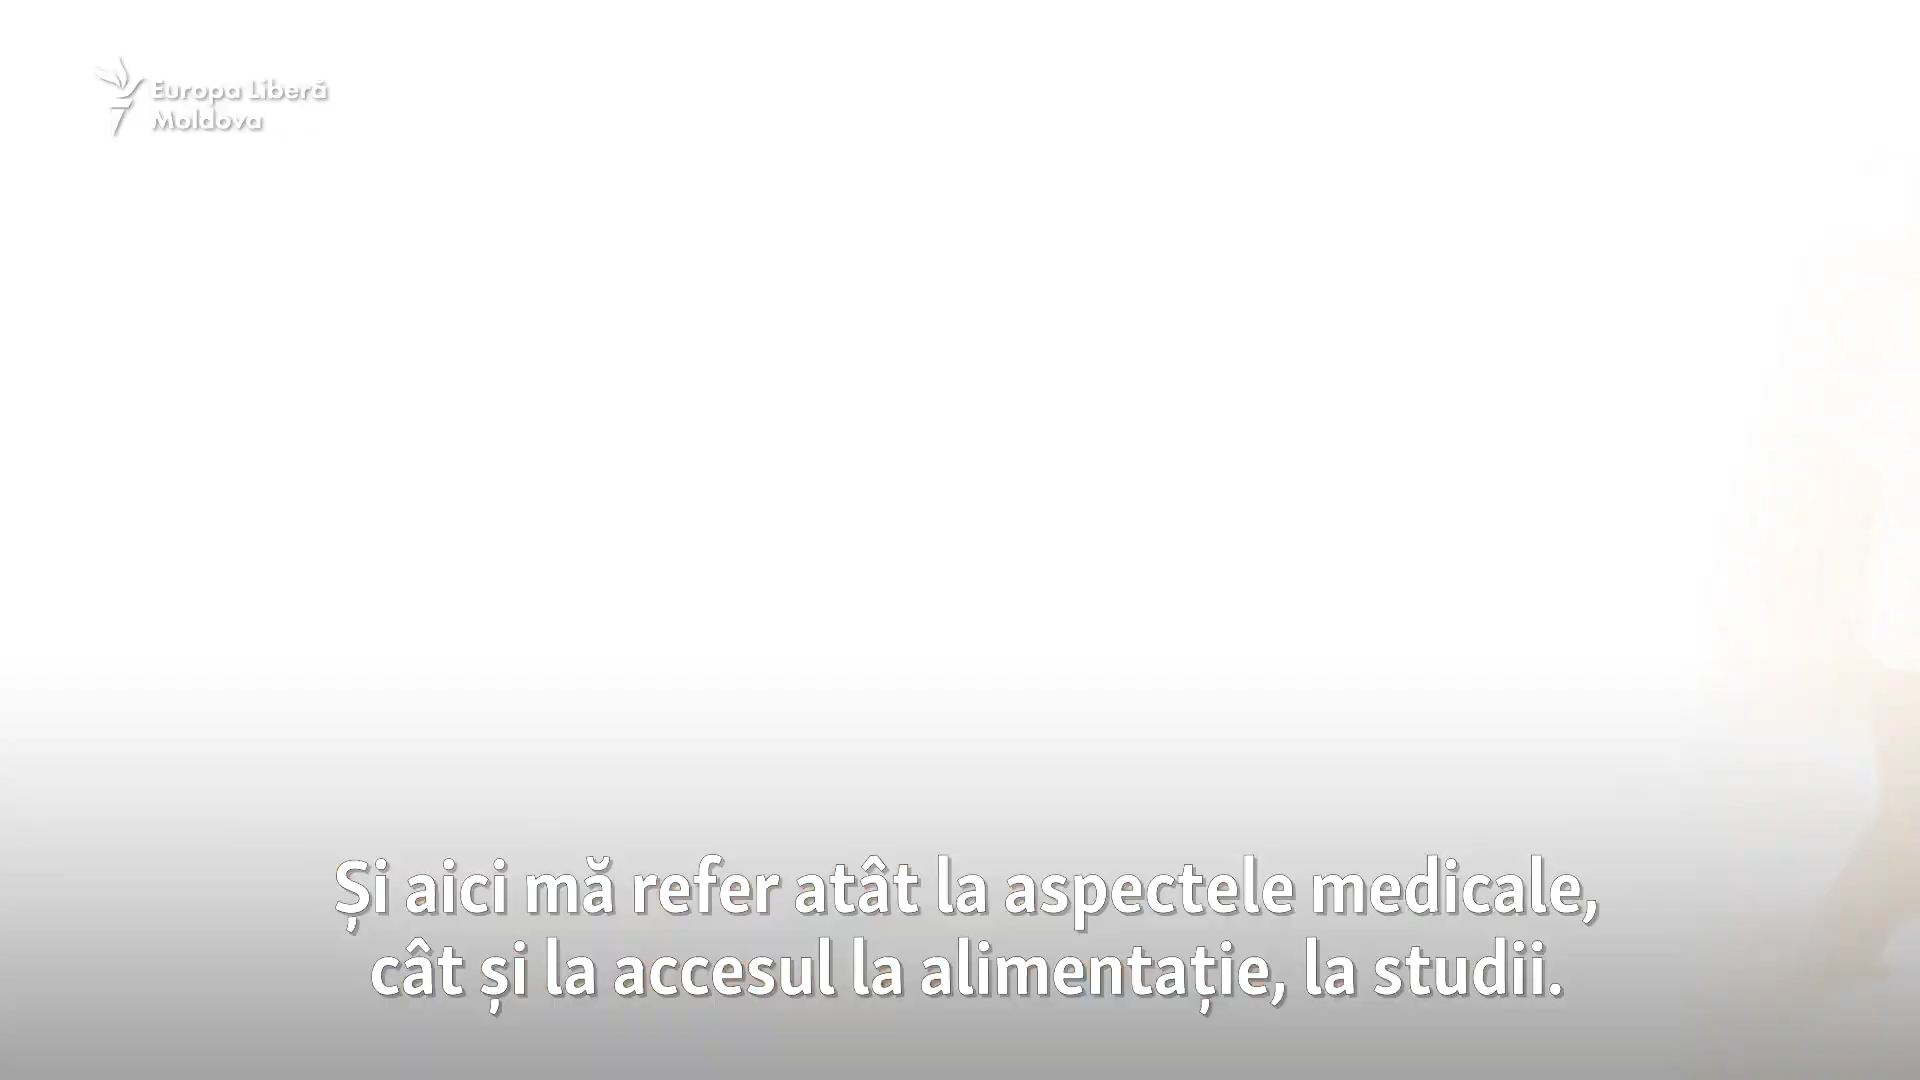 Europa Liberă
Moldova
Și aici mă refer atât la aspectele medicale,
cât și la accesul la alimentație, la studii.